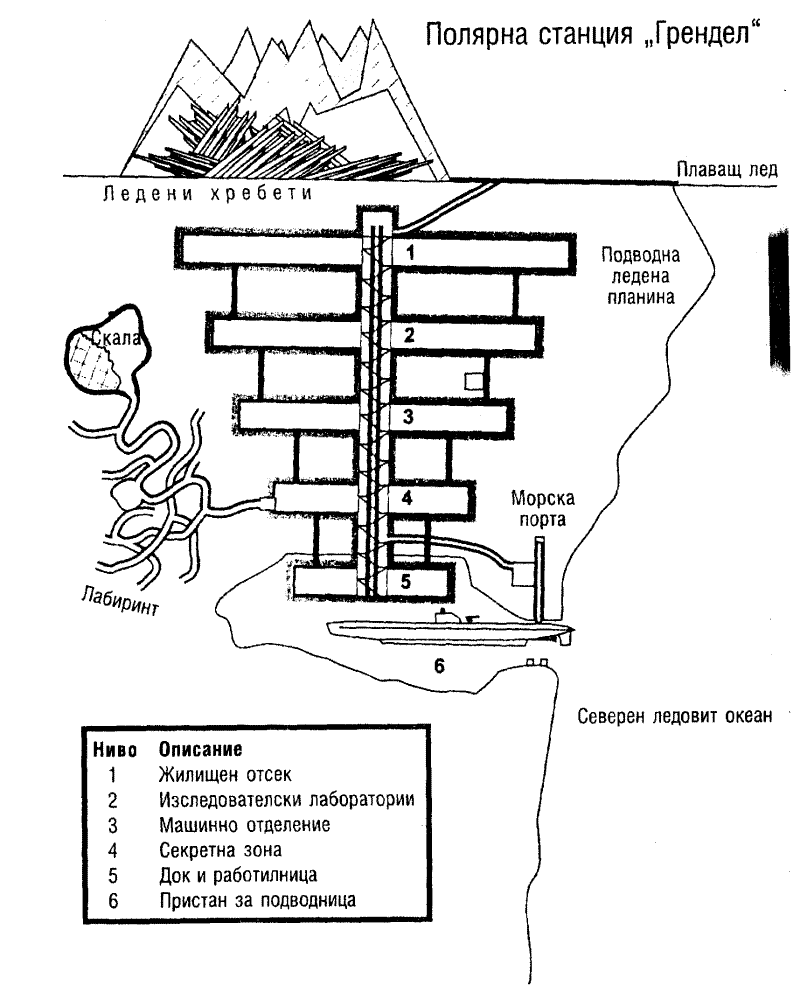 Полярна станция „Грендел“
Плаващ лед
Ледени хребети
1
Подводна
ледена
планина
Скала
2
3
4
Морска
порта
5
Лабиринт
6
Северен ледовит океан
Ниво Описание
1 Жилищен отсек
2 Изследователски лаборатории
3 Машинно отделение
4 Секретна зона
5 Док и работилница
6 Пристан за подводница